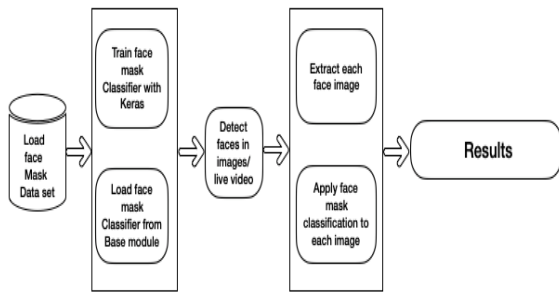 Load
face
Mask
Data set
Train face
mask
Classifier with
Keras
Load face
mask
Classifier from
Base module
Detect
faces in
images/
live video
Extract each
face image
Apply face
mask
classification to
each image
Results